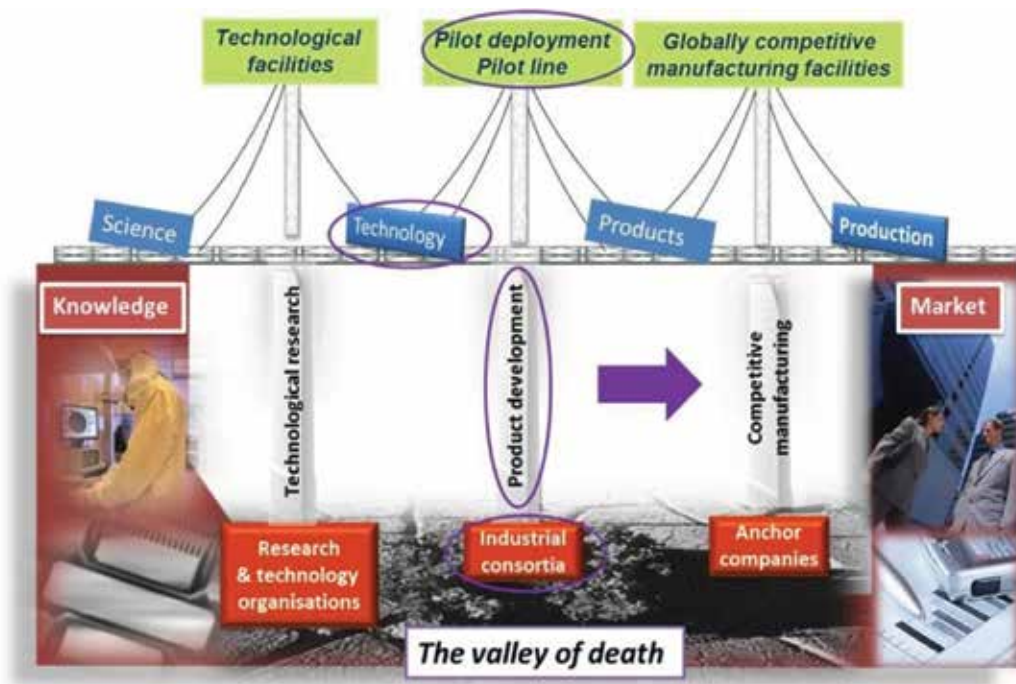 Technological
facilities
Pilot deployment
Pilot line
Globally competitive
manufacturing facilities
Science
Technology
Products
Production
Knowledge
Market
Technological research
Product development
Competitive
manufacturing
Research
& technology
organisations
Industrial
consortia
Anchor
companies
The valley of death